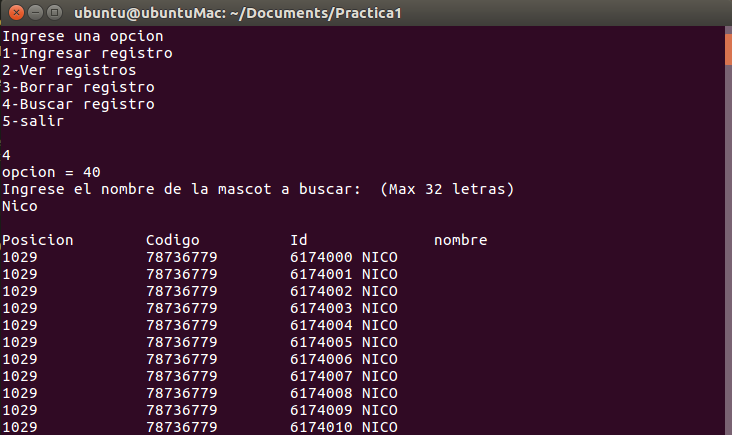 ubuntu@ubuntuMac: ~/Documents/Practica1
Ingrese una opcion
1-Ingresar registro
2-Ver registros
3-Borrar registro
4-Buscar registro
5-salir
4
opcion = 40
Ingrese el nombre de la mascot a buscar:  (Max 32 letras)
Nico
Posicion Codigo Id nombre
1029 78736779 6174000 NICO
1029 78736779 6174001 NICO
1029 78736779 6174002 NICO
1029 78736779 6174003 NICO
1029 78736779 6174004 NICO
1029 78736779 6174005 NICO
1029 78736779 6174006 NICO
1029 78736779 6174007 NICO
1029 78736779 6174008 NICO
1029 78736779 6174009 NICO
1029 78736779 6174010 NICO